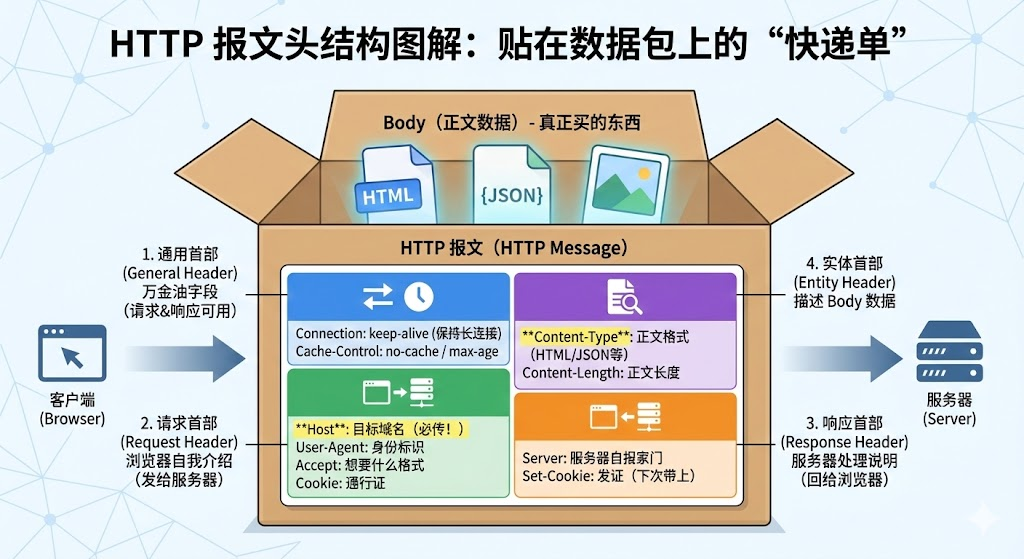 HTTP 报文头结构图解：贴在数据包上的“快递单”
Body（正文数）- 真正买的东西
HTML
{JSON}
HTTP 报文（HTTP Message）
1. 通用首部
(General Header)
万金油字段
(请求&响应可用)
Connection: keep-alive (保持长连接)
Cache-Control: no-cache / max-age
**Content-Type**: 正文格式
（HTML/JSON等）
Content-Length: 正文长度
4. 实体首部
(Entity Header)
描述 Body 数据
客户端
(Browser)
服务器
(Server)
2. 请求首部
(Request Header)
浏览器自我介绍
（发给服务器）
**Host**: 目标域名（必传！）
User-Agent: 身份标识
Accept: 想要什么格式
Cookie: 通行证
Server: 服务器自报家门
Set-Cookie: 发证（下次带上）
3. 响应首部
(Response Header)
服务器处理说明
（回给浏览器）